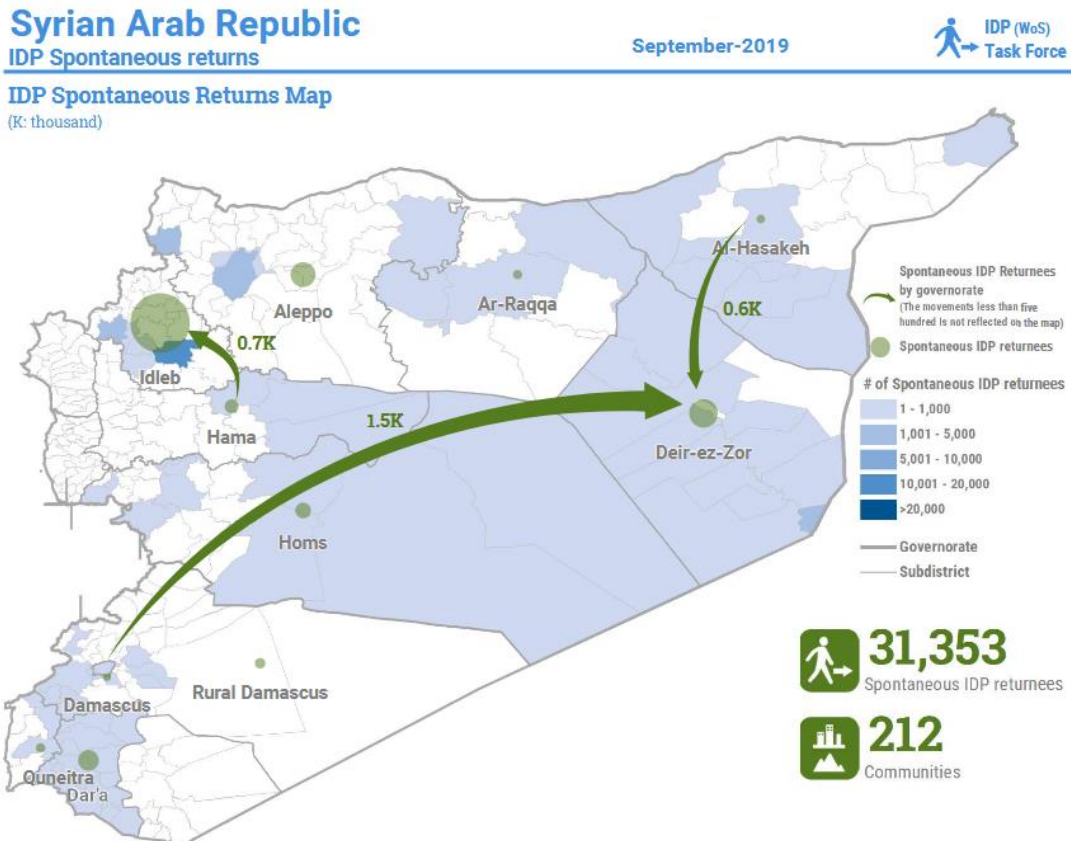 Syrian Arab Republic
IDP Spontaneous returns
September-2019
IDP (WoS)
Task Force
IDP Spontaneous Returns Map
(K: thousand)
Al-Hasakeh
Aleppo
Ar-Raqqa
0.6K
0.7K
Idleb
1.5K
Hama
Deir-ez-Zor
Homs
Rural Damascus
Damascus
Quneitra
Dar'a
Spontaneous IDP Returnees
by governorate
(The movements less than five
hundred is not reflected on the map)
Spontaneous IDP returnees
# of Spontaneous IDP returnees
1 - 1,000
1,001 - 5,000
5,001 - 10,000
10,001 - 20,000
>20,000
Governorate
Subdistrict
31,353
Spontaneous IDP returnees
212
Communities